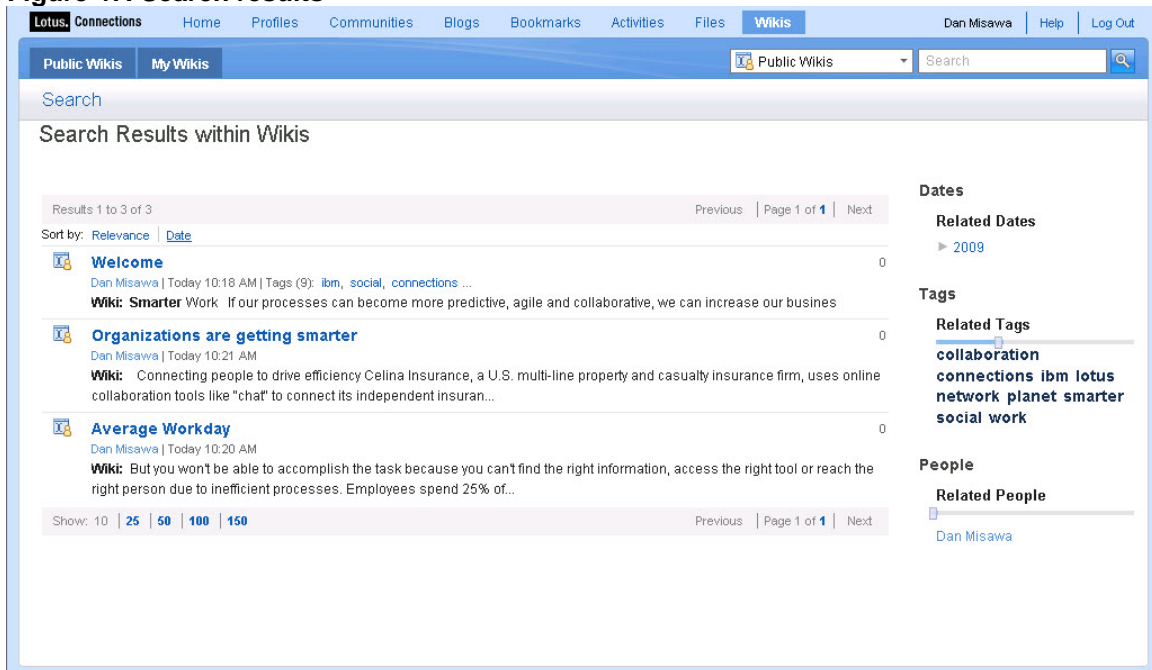 Lotus. Connections Home Profiles Communities Blogs Bookmarks Activities Files Wikis Dan Misawa Help Log Out
Public Wikis My Wikis Public Wikis Search
Search
Search Results within Wikis
Results 1 to 3 of 3 Previous | Page 1 of 1 | Next
Sort by: Relevance | Date
Welcome 0
Dan Misawa | Today 10:18 AM | Tags (9): ibm, social, connections ...
Wiki: Smarter Work If our processes can become more predictive, agile and collaborative, we can increase our busines
Organizations are getting smarter 0
Dan Misawa | Today 10:21 AM
Wiki: Connecting people to drive efficiency Celina Insurance, a U.S. multi-line property and casualty insurance firm, uses online
collaboration tools like "chat" to connect its independent insuran...
Average Workday 0
Dan Misawa | Today 10:20 AM
Wiki: But you won't be able to accomplish the task because you can't find the right information, access the right tool or reach the
right person due to inefficient processes. Employees spend 25% of...
Show: 10 | 25 | 50 | 100 | 150 Previous | Page 1 of 1 | Next
Dates
Related Dates
2009
Tags
Related Tags
collaboration
connections ibm lotus
network planet smarter
social work
People
Related People
Dan Misawa